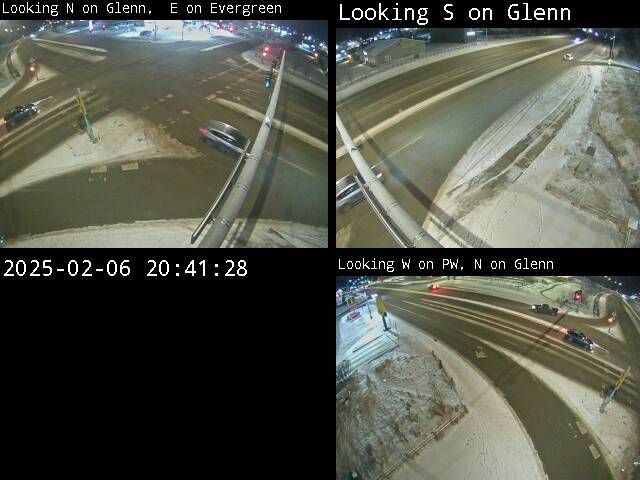 Looking N on Glenn, E on Evergreen
Looking S on Glenn
2025-02-06 20:41:28
Looking W on PW, N on Glenn